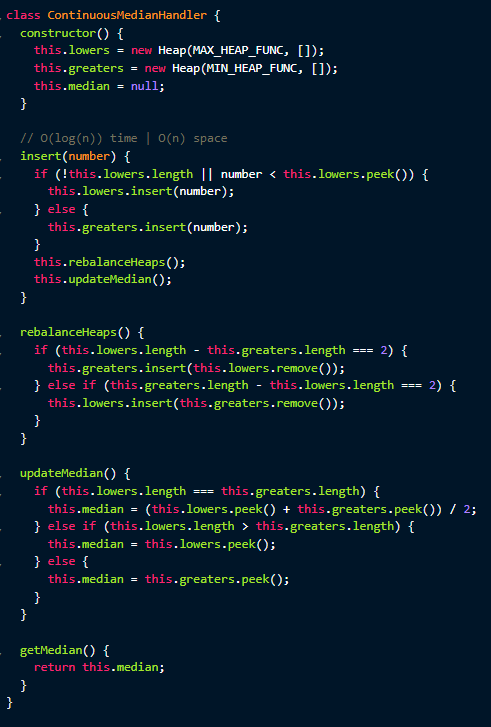 class ContinuousMedianHandler {
  constructor() {
    this.lowers = new Heap(MAX_HEAP_FUNC, []);
    this.greaters = new Heap(MIN_HEAP_FUNC, []);
    this.median = null;
  }

  // O(log(n)) time | O(n) space
  insert(number) {
    if (!this.lowers.length || number < this.lowers.peek()) {
      this.lowers.insert(number);
    } else {
      this.greaters.insert(number);
    }
    this.rebalanceHeaps();
    this.updateMedian();
  }

  rebalanceHeaps() {
    if (this.lowers.length - this.greaters.length === 2) {
      this.greaters.insert(this.lowers.remove());
    } else if (this.greaters.length - this.lowers.length === 2) {
      this.lowers.insert(this.greaters.remove());
    }
  }

  updateMedian() {
    if (this.lowers.length === this.greaters.length) {
      this.median = (this.lowers.peek() + this.greaters.peek()) / 2;
    } else if (this.lowers.length > this.greaters.length) {
      this.median = this.lowers.peek();
    } else {
      this.median = this.greaters.peek();
    }
  }

  getMedian() {
    return this.median;
  }
}